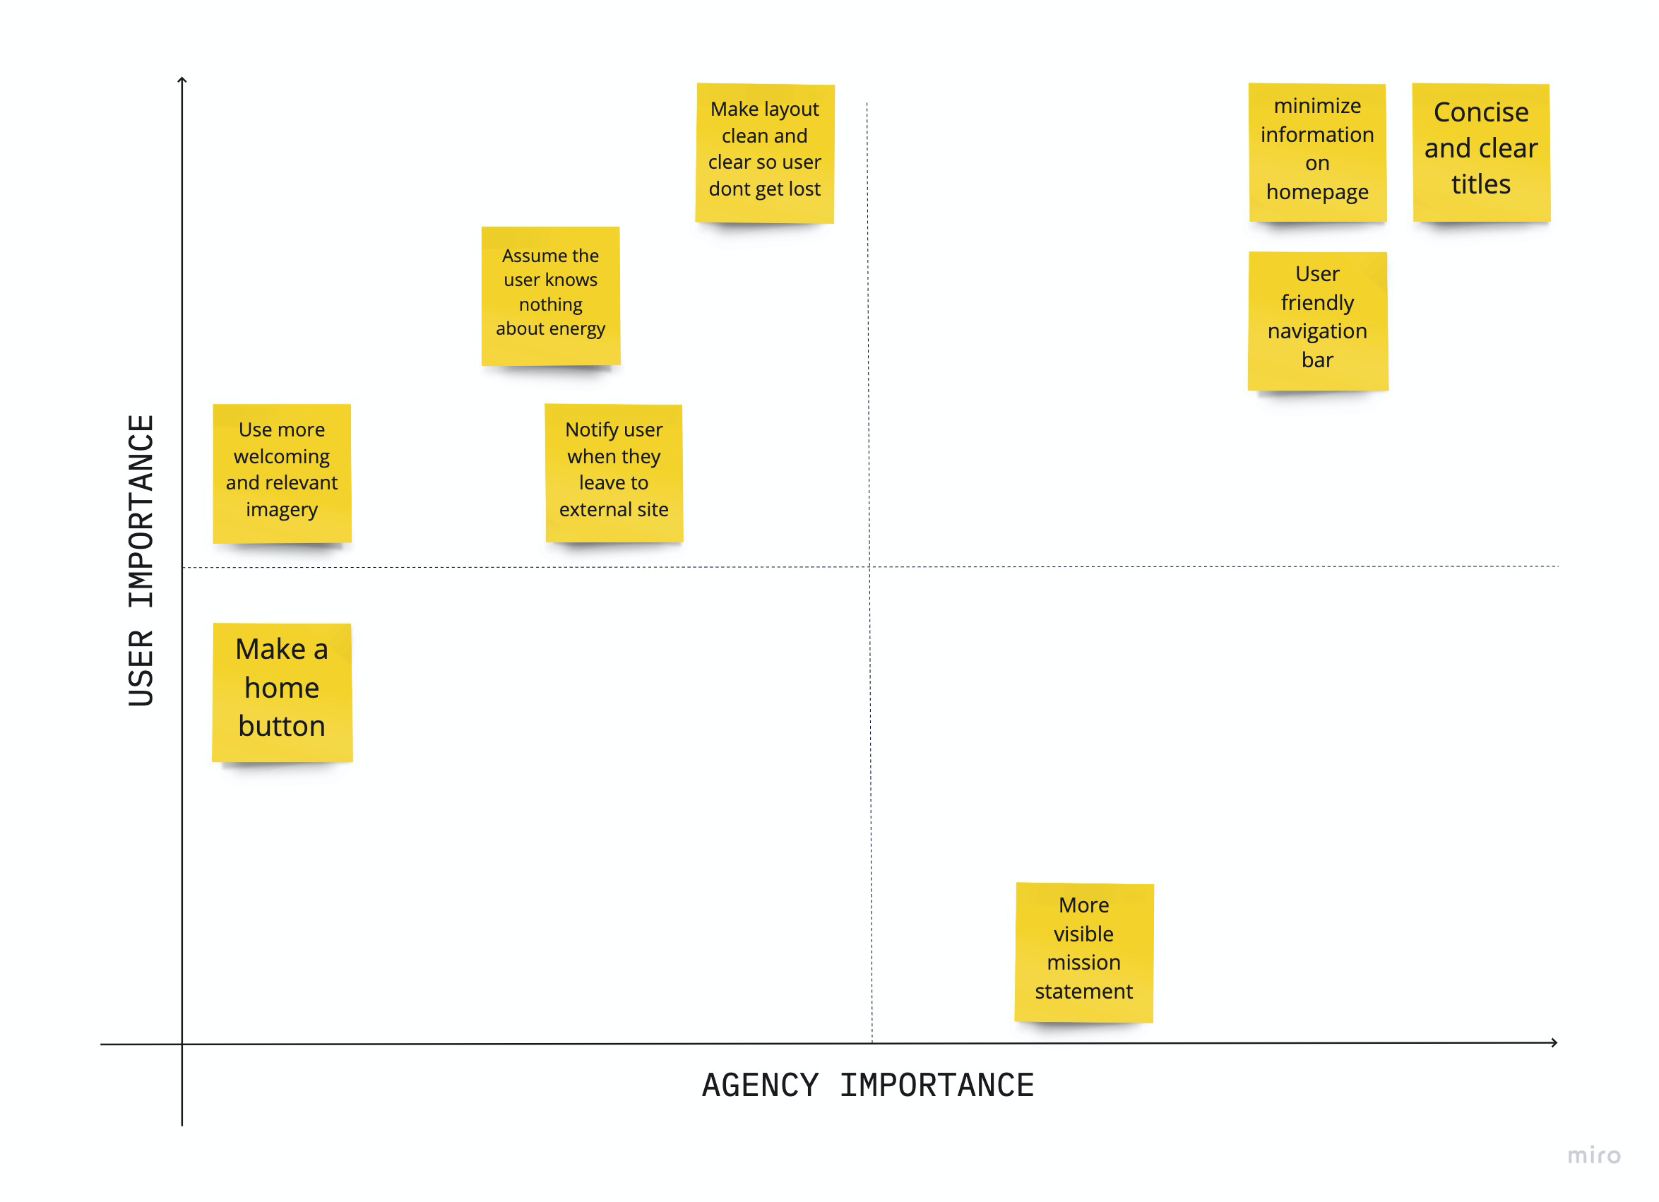 Make layout
clean and
clear so user
dont get lost
minimize
information
on
homepage
Concise
and clear
titles
Assume the
user knows
nothing
about energy
User
friendly
navigation
bar
Use more
welcoming
and relevant
imagery
Notify user
when they
leave to
external site
USER IMPORTANCE
Make a
home
button
More
visible
mission
statement
AGENCY IMPORTANCE
miro